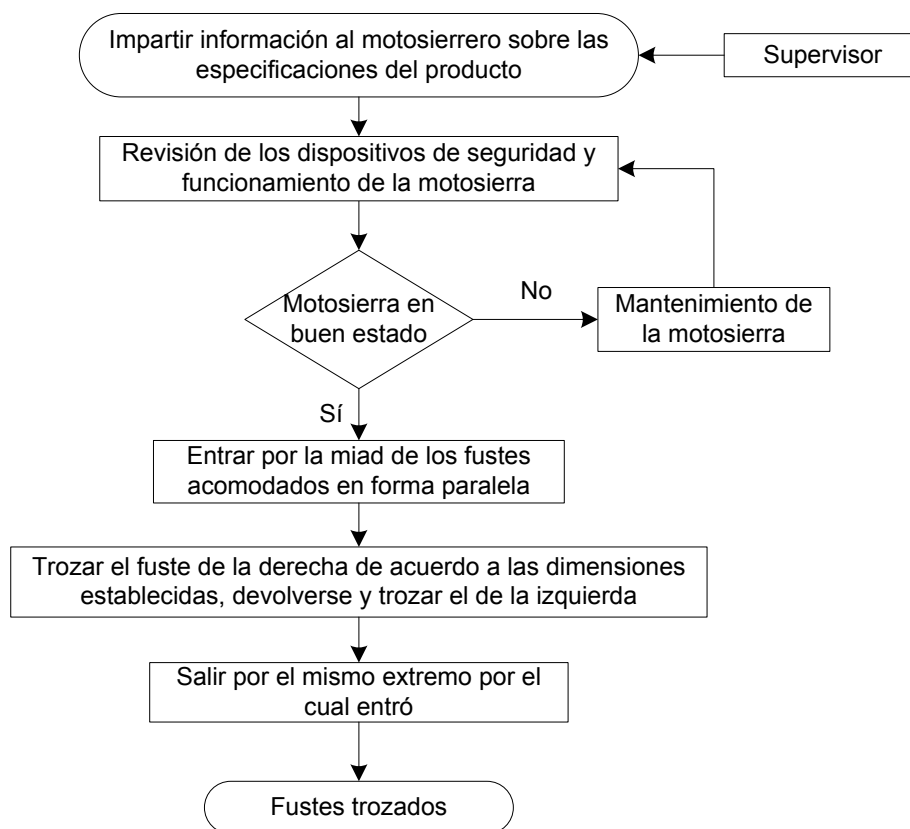 Impartir información al motosierrero sobre las
especificaciones del producto
Supervisor
Revisión de los dispositivos de seguridad y
funcionamiento de la motosierra
Motosierra en
buen estado
No
Mantenimiento de
la motosierra
Sí
Entrar por la miad de los fustes
acomodados en forma paralela
Trozar el fuste de la derecha de acuerdo a las dimensiones
establecidas, devolverse y trozar el de la izquierda
Salir por el mismo extremo por el
cual entró
Fustes trozados